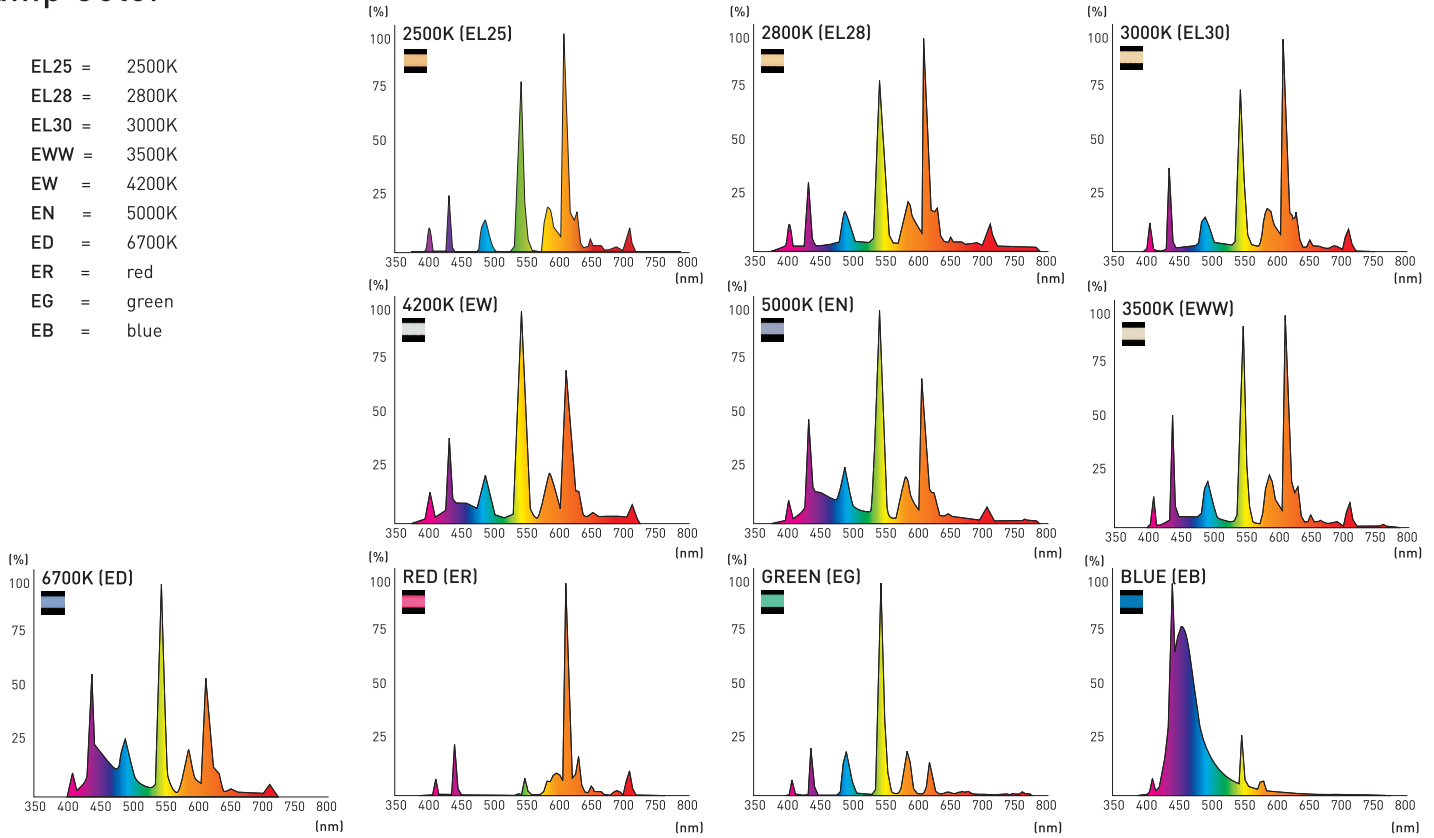 EL25 = 2500K
EL28 = 2800K
EL30 = 3000K
EWW = 3500K
EW = 4200K
EN = 5000K
ED = 6700K
ER = red
EG = green
EB = blue
(%)
2500K (EL25)
100
75
50
25
350 400 450 500 550 600 650 700 750 800
(nm)
(%)
2800K (EL28)
100
75
50
25
350 400 450 500 550 600 650 700 750 800
(nm)
(%)
3000K (EL30)
100
75
50
25
350 400 450 500 550 600 650 700 750 800
(nm)
(%)
4200K (EW)
100
75
50
25
350 400 450 500 550 600 650 700 750 800
(nm)
(%)
5000K (EN)
100
75
50
25
350 400 450 500 550 600 650 700 750 800
(nm)
(%)
3500K (EWW)
100
75
50
25
350 400 450 500 550 600 650 700 750 800
(nm)
(%)
6700K (ED)
100
75
50
25
350 400 450 500 550 600 650 700 750 800
(nm)
(%)
RED (ER)
100
75
50
25
350 400 450 500 550 600 650 700 750 800
(nm)
(%)
GREEN (EG)
100
75
50
25
350 400 450 500 550 600 650 700 750 800
(nm)
(%)
BLUE (EB)
100
75
50
25
350 400 450 500 550 600 650 700 750 800
(nm)